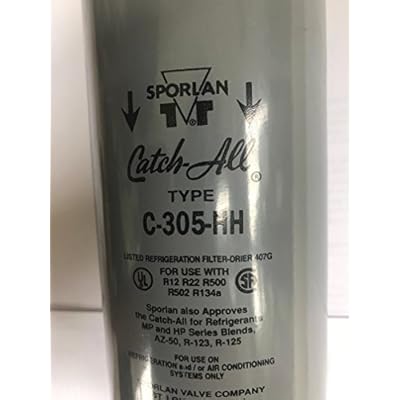 SPORLAN
Catch-All ®
TYPE
C-305-HH
LISTED REFRIGERATION FILTER-DRIER 407G
UL FOR USE WITH SA
R12 R22 R500
R502 R134a
Sporlan also Approves
the Catch-All for Refrigerants
MP and HP Series Blends,
AZ-50, R-123, R-125
FOR USE ON
REFRIGERATION and / or AIR CONDITIONING
SYSTEMS ONLY
SPORLAN VALVE COMPANY